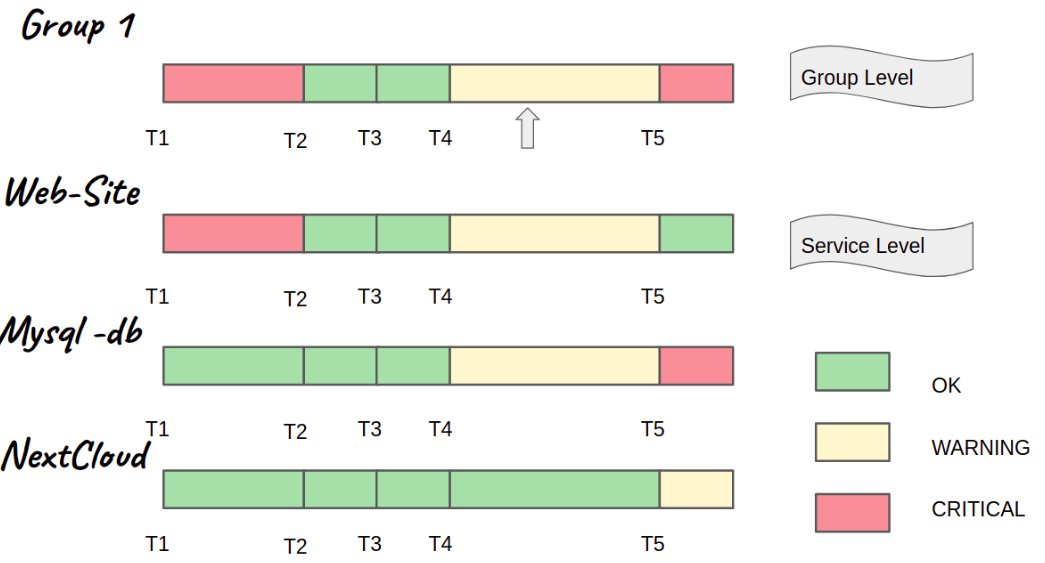 Group 1
Group Level
T1 T2 T3 T4 T5
Web-Site
Service Level
T1 T2 T3 T4 T5
Mysql -db
OK
T1 T2 T3 T4 T5
WARNING
NextCloud
CRITICAL
T1 T2 T3 T4 T5